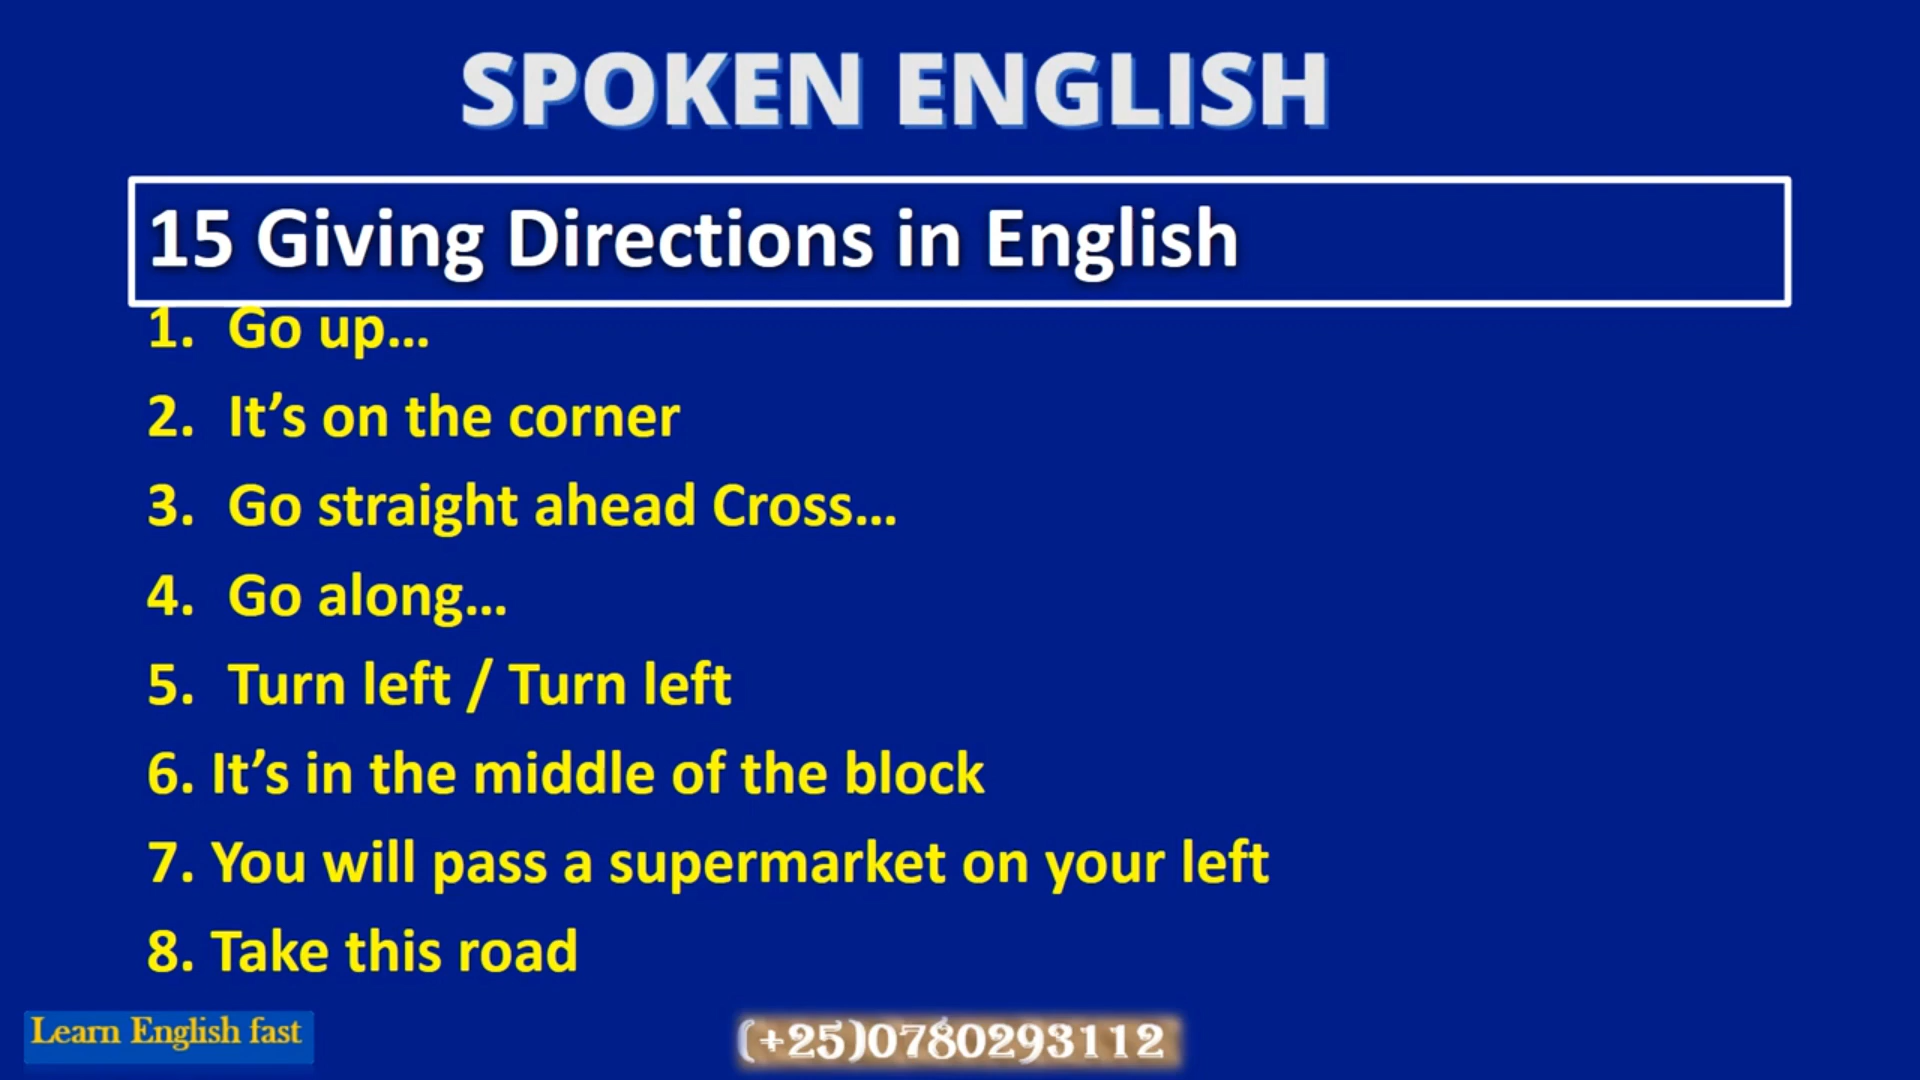 SPOKEN ENGLISH
15 Giving Directions in English
1. Go up...
2. It’s on the corner
3. Go straight ahead Cross...
4. Go along...
5. Turn left / Turn left
6. It’s in the middle of the block
7. You will pass a supermarket on your left
8. Take this road
Learn English fast
(+25)0780293112